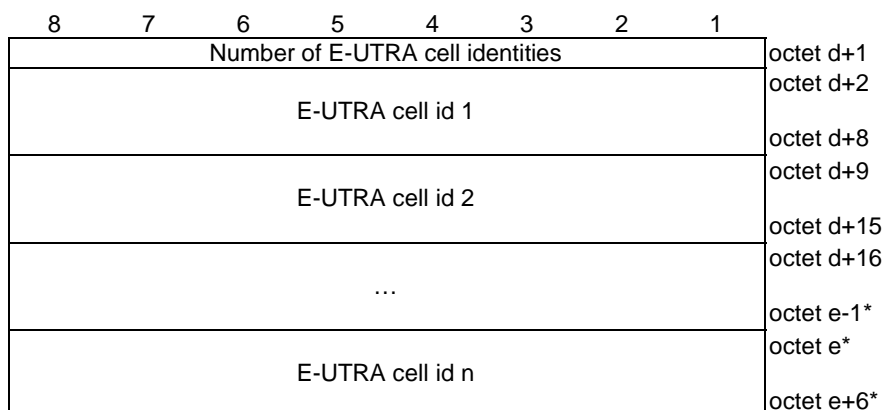 8 7 6 5 4 3 2 1
Number of E-UTRA cell identities octet d+1
octet d+2
E-UTRA cell id 1
octet d+8
octet d+9
E-UTRA cell id 2
octet d+15
octet d+16
…
octet e-1*
octet e*
E-UTRA cell id n
octet e+6*